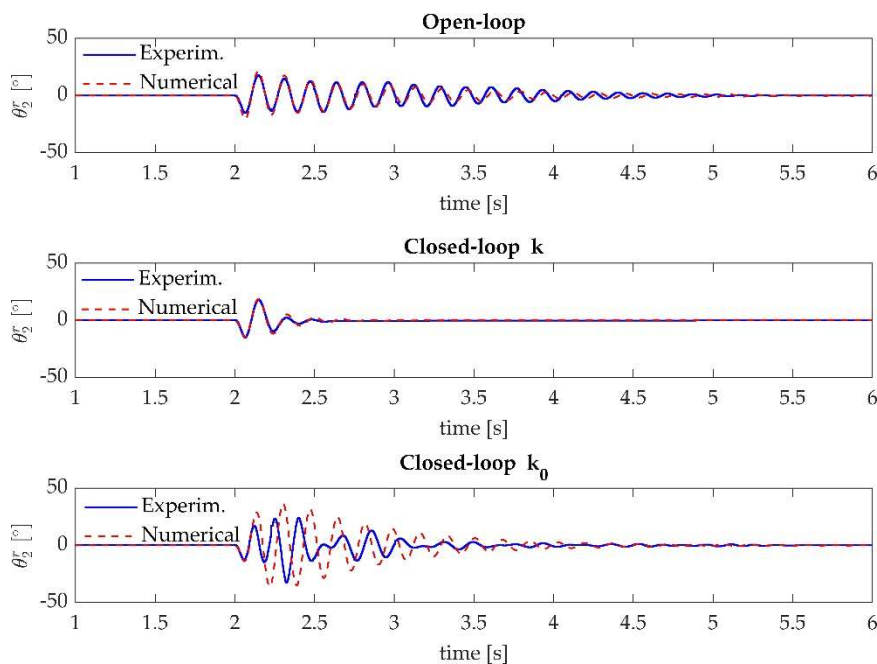 Open-loop
50
Experim.
Numerical
0
-50
θ₂ʳ [°]
1 1.5 2 2.5 3 3.5 4 4.5 5 5.5 6
time [s]
Closed-loop k
50
Experim.
Numerical
0
-50
θ₂ʳ [°]
1 1.5 2 2.5 3 3.5 4 4.5 5 5.5 6
time [s]
Closed-loop k₀
50
Experim.
Numerical
0
-50
θ₂ʳ [°]
1 1.5 2 2.5 3 3.5 4 4.5 5 5.5 6
time [s]